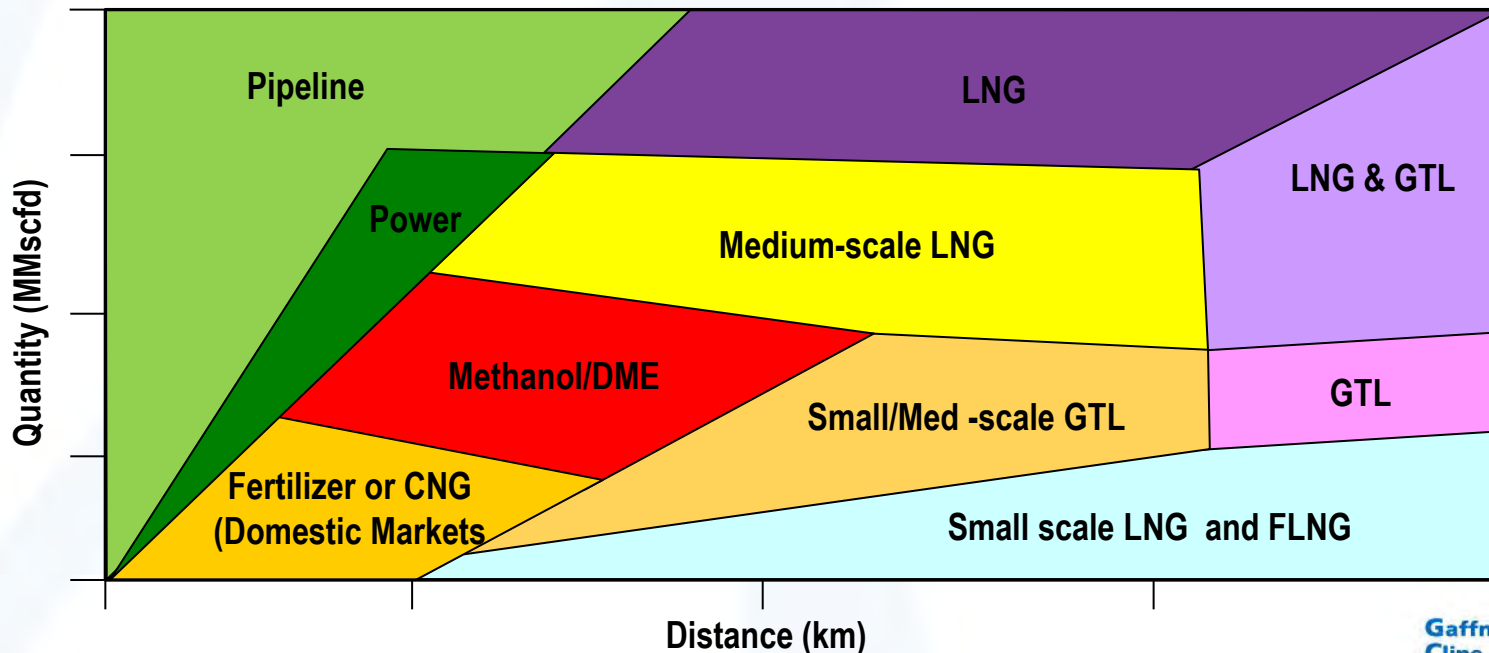 Pipeline
LNG
LNG & GTL
Power
Medium-scale LNG
Quantity (MMscfd)
Methanol/DME
GTL
Small/Med -scale GTL
Fertilizer or CNG
(Domestic Markets
Small scale LNG and FLNG
Distance (km)